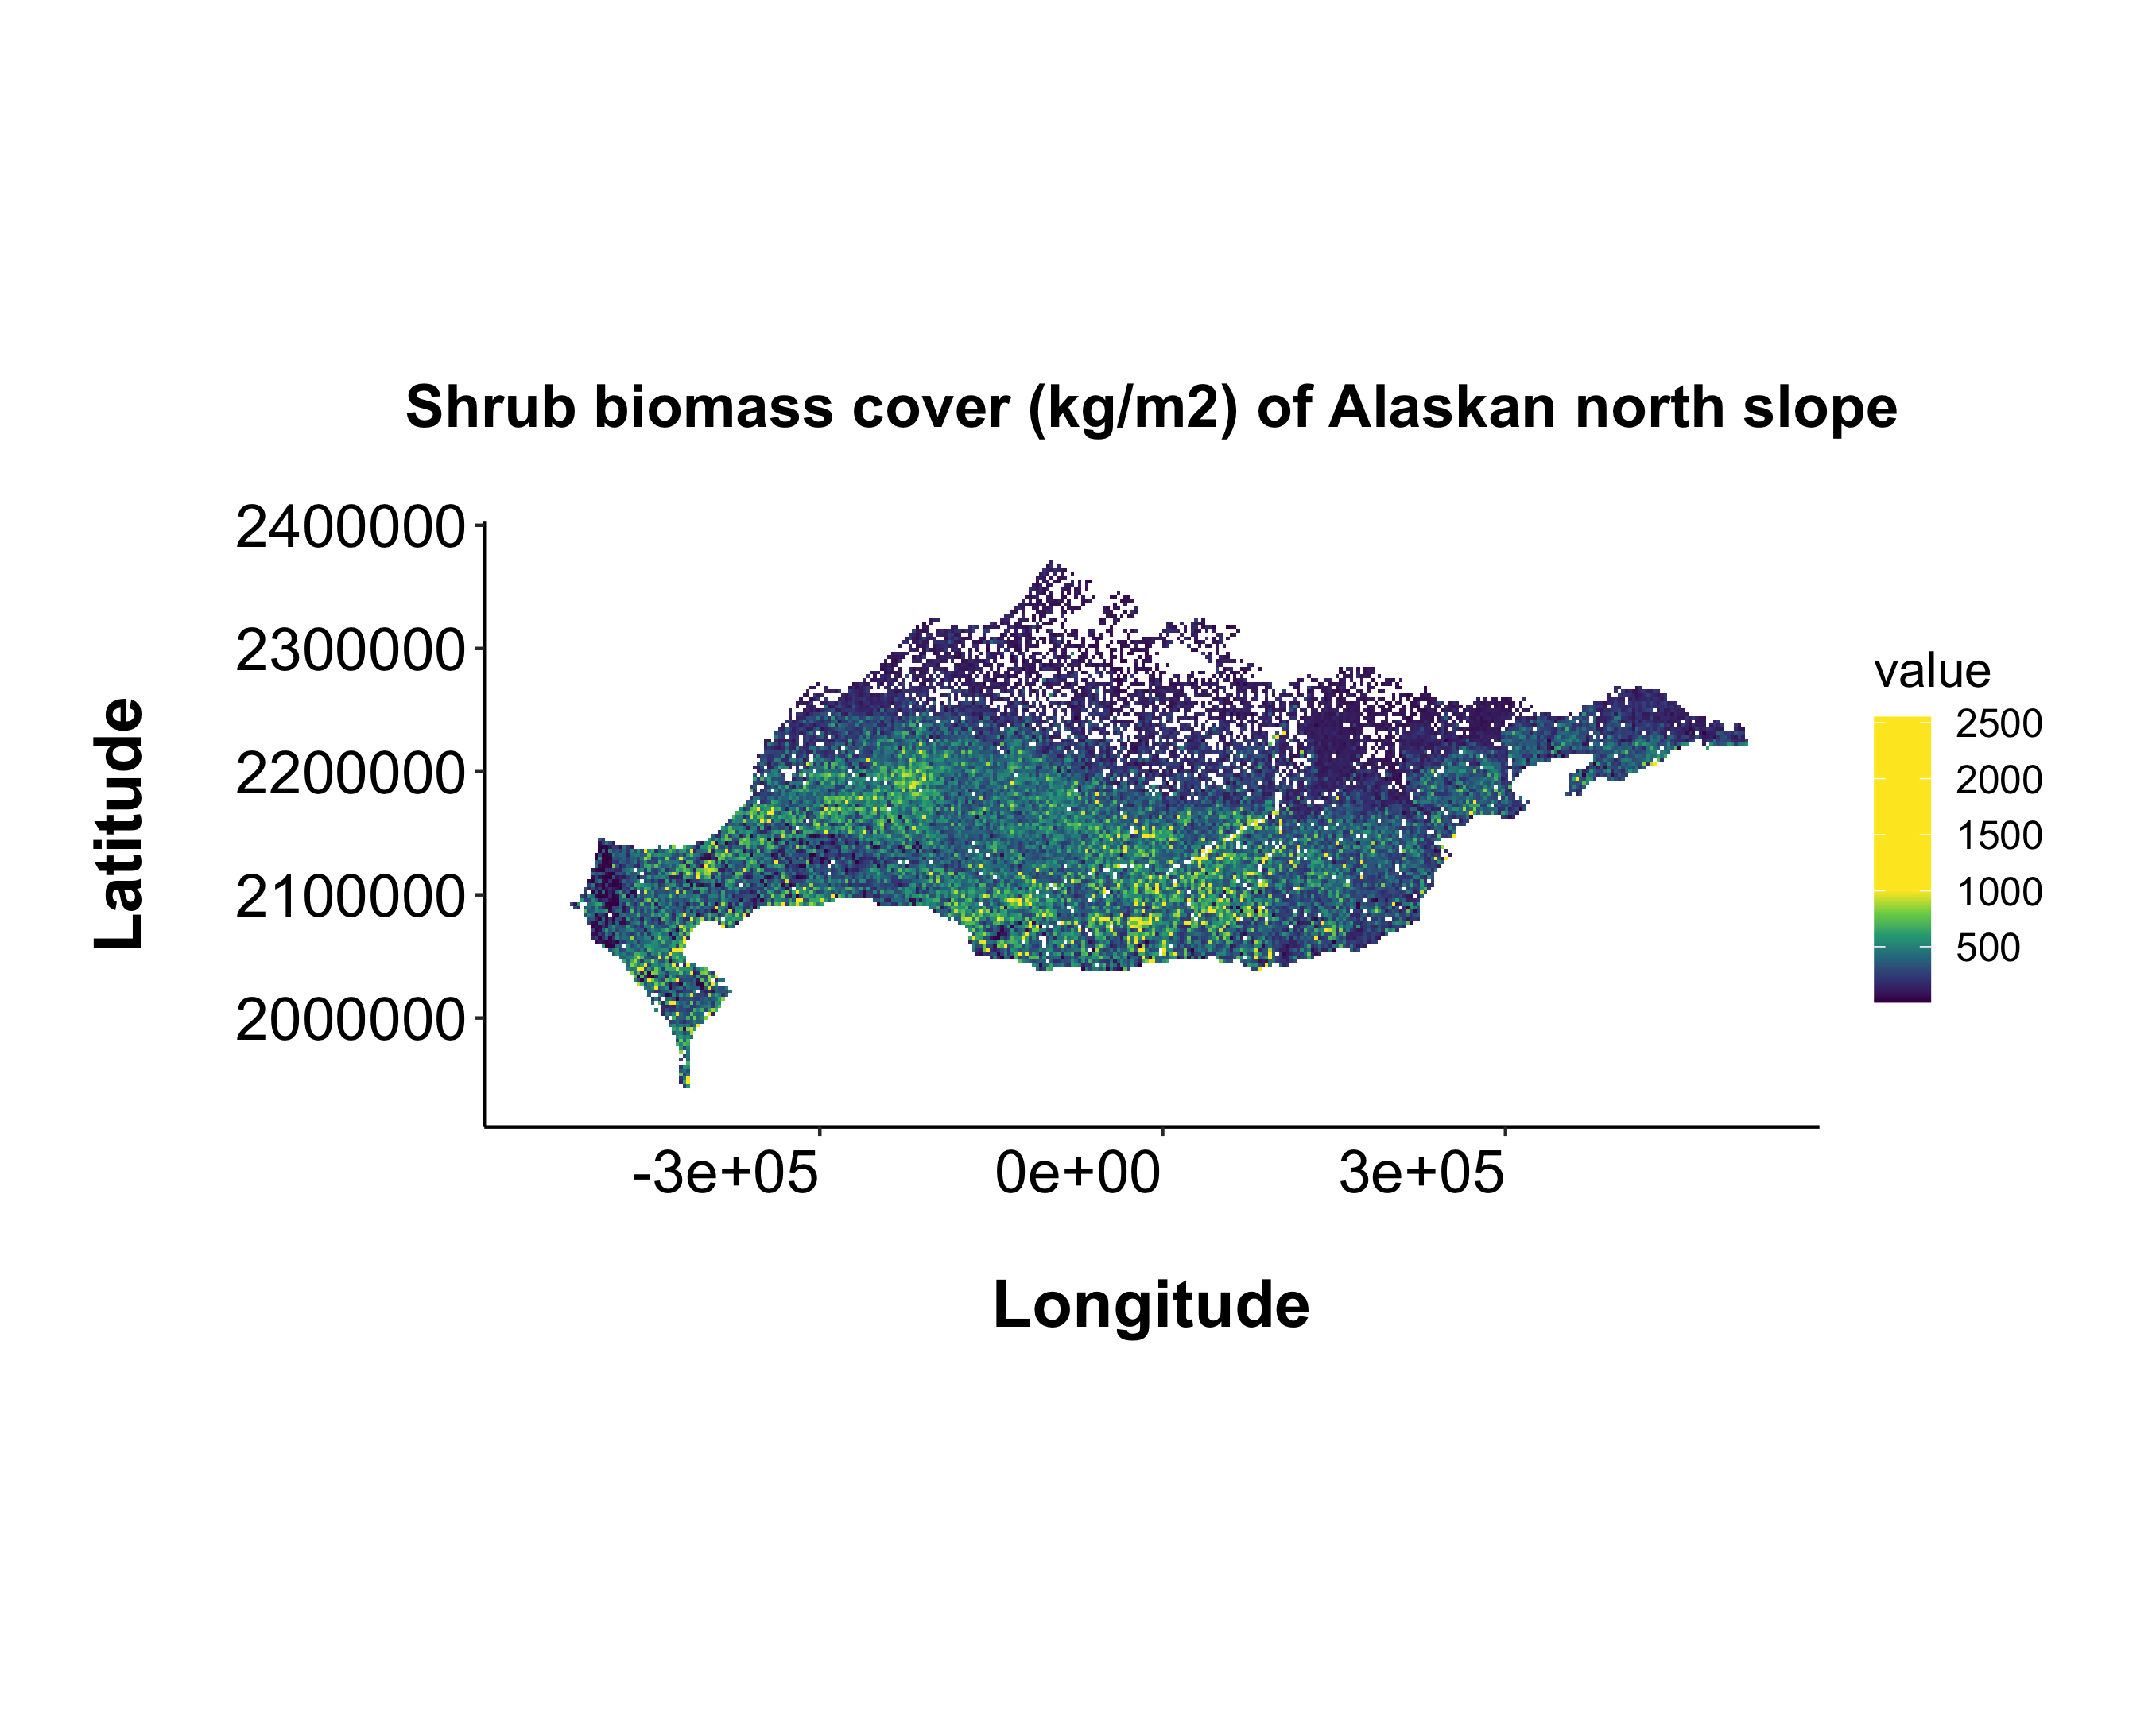 Shrub biomass cover (kg/m2) of Alaskan north slope
2400000
2300000
2200000
2100000
2000000
Latitude
-3e+05
0e+00
3e+05
Longitude
value
2500
2000
1500
1000
500